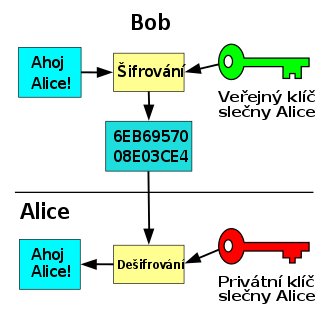 Bob
Ahoj
Alice!
Šifrování
Veřejný klíč
slečny Alice
6EB69570
08E03CE4
Alice
Ahoj
Alice!
Dešifrování
Privátní klíč
slečny Alice